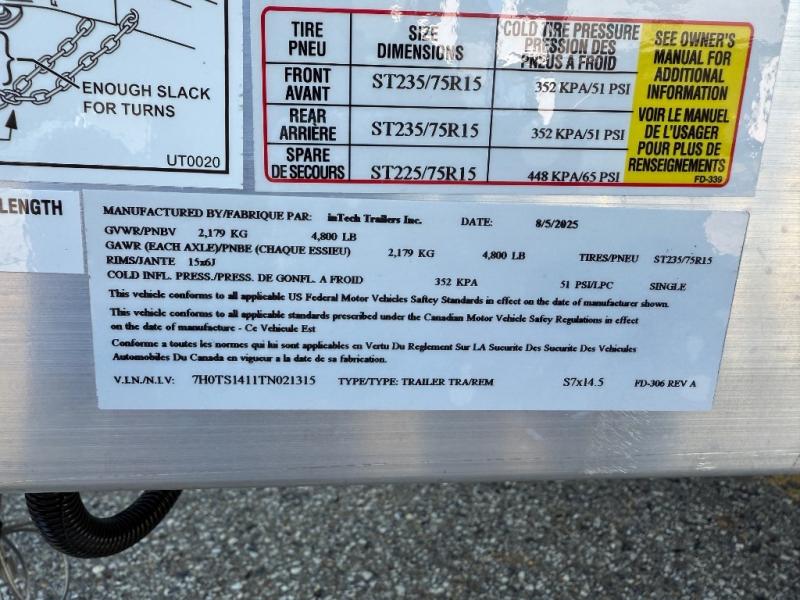 ENOUGH SLACK
FOR TURNS
UT0020
TIRE
PNEU
SIZE
DIMENSIONS
COLD TIRE PRESSURE
PRESSION DES
PNEUS A FROID
FRONT
AVANT
ST235/75R15
352 KPA/51 PSI
REAR
ARRIÈRE
ST235/75R15
352 KPA/51 PSI
SPARE
DE SECOURS
ST225/75R15
448 KPA/65 PSI
SEE OWNER'S
MANUAL FOR
ADDITIONAL
INFORMATION
VOIR LE MANUEL
DE L'USAGER
POUR PLUS DE
RENSEIGNEMENTS
FD-339
LENGTH
MANUFACTURED BY/FABRIQUE PAR: inTech Trailers Inc. DATE: 8/5/2025
GVWR/PNBV 2,179 KG 4,800 LB
GAWR (EACH AXLE)/PNBE (CHAQUE ESSIEU) 2,179 KG 4,800 LB TIRES/PNEU ST235/75R15
RIMS/JANTE 15x6J
COLD INFL. PRESS./PRESS. DE GONFL. A FROID 352 KPA 51 PSI/LPC SINGLE
This vehicle conforms to all applicable US Federal Motor Vehicles Saftey Standards in effect on the date of manufacturer shown.
This vehicle conforms to all applicable standards prescribed under the Canadian Motor Vehicle Safey Regulations in effect
on the date of manufacture - Ce Vehicule Est
Conforme a toutes les normes qui lui sont applicables en Vertu Du Reglement Sur LA Sucurite Des Sucurite Des Vehicules
Automobiles Du Canada en vigueur a la date de sa fabrication.
V.I.N./N.I.V: 7H0TS1411TN021315 TYPE/TYPE: TRAILER TRA/REM S7x14.5 FD-306 REV A